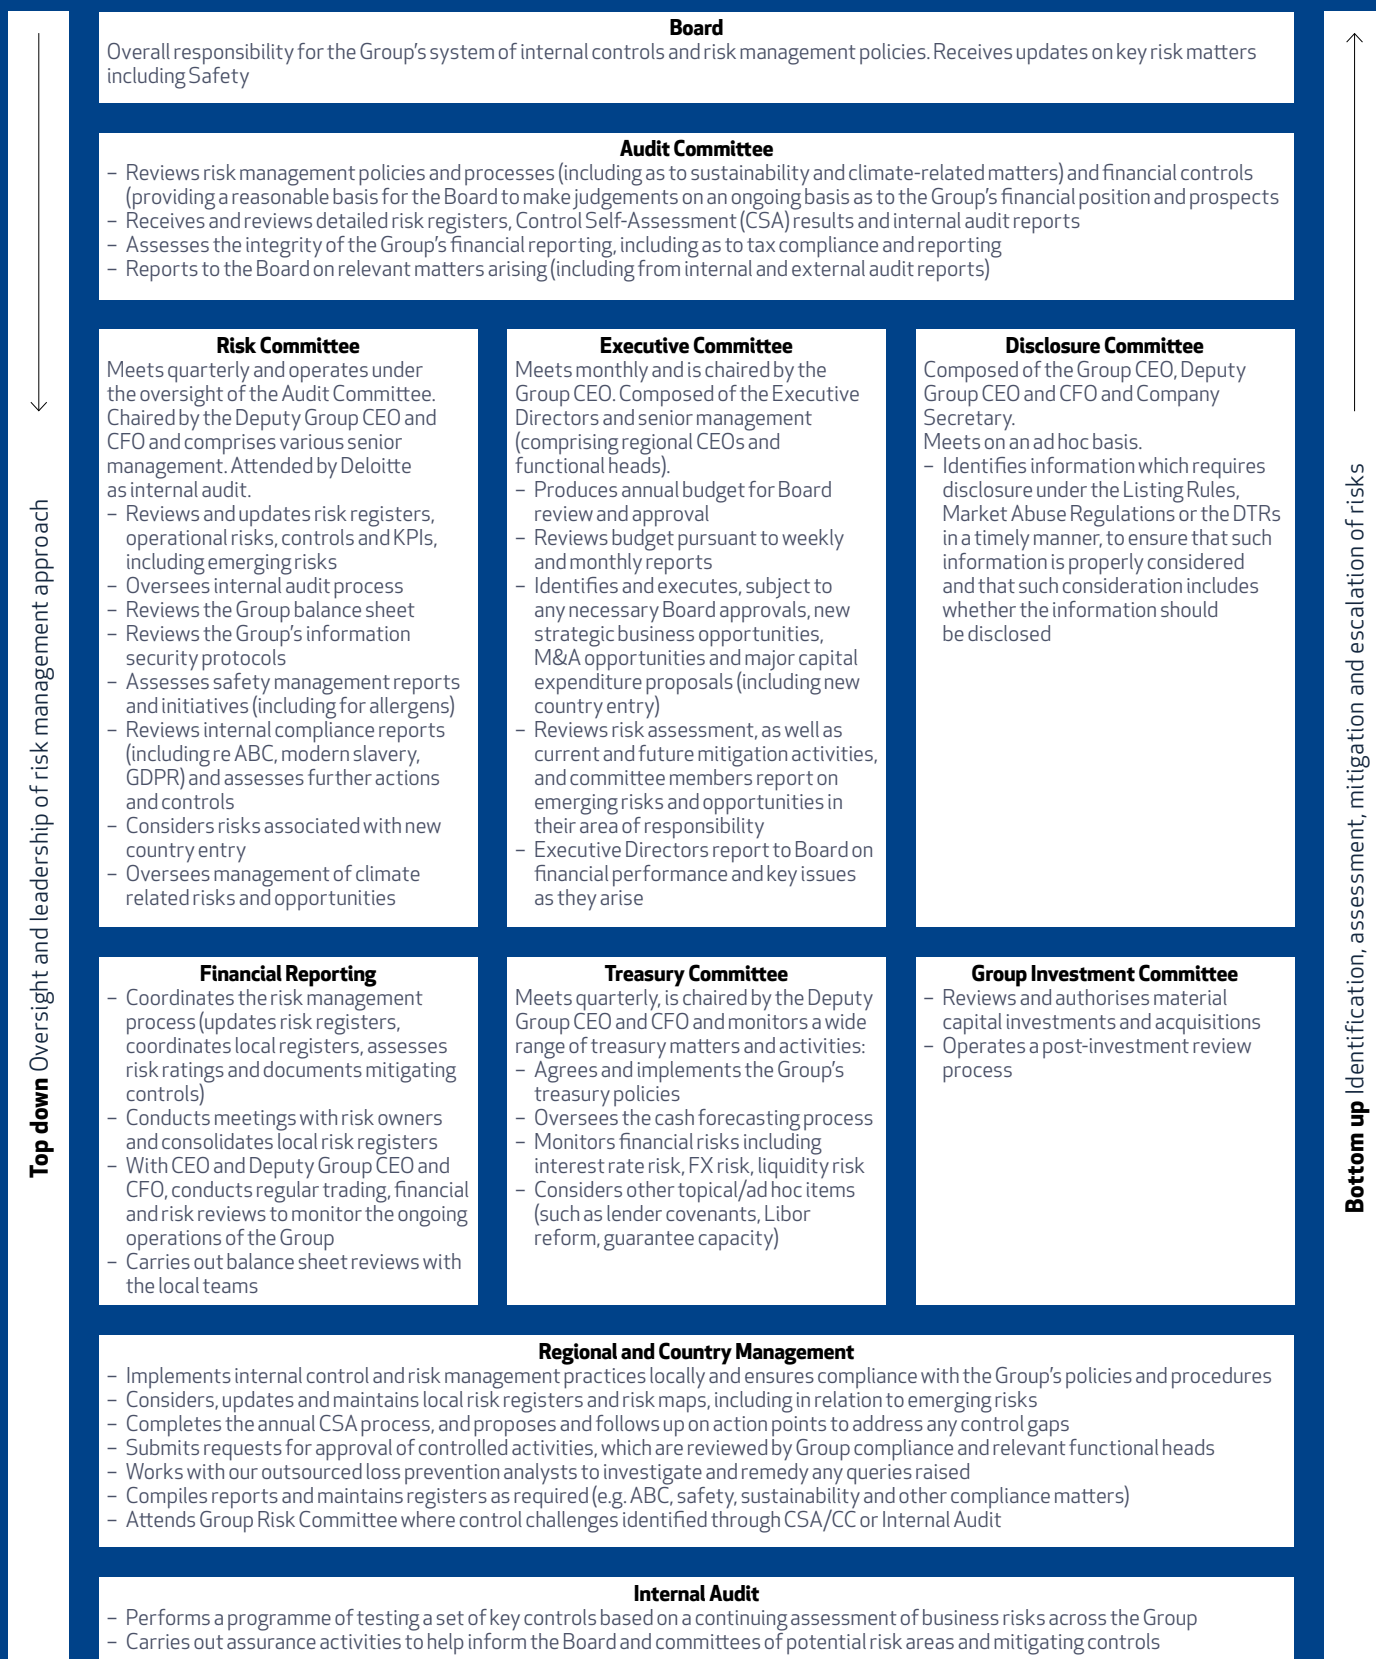 Board
Overall responsibility for the Group's system of internal controls and risk management policies. Receives updates on key risk matters
including Safety
Audit Committee
– Reviews risk management policies and processes (including as to sustainability and climate-related matters) and financial controls
(providing a reasonable basis for the Board to make judgements on an ongoing basis as to the Group's financial position and prospects
– Receives and reviews detailed risk registers, Control Self-Assessment (CSA) results and internal audit reports
– Assesses the integrity of the Group's financial reporting, including as to tax compliance and reporting
– Reports to the Board on relevant matters arising (including from internal and external audit reports)
Risk Committee
Meets quarterly and operates under
the oversight of the Audit Committee.
Chaired by the Deputy Group CEO and
CFO and comprises various senior
management. Attended by Deloitte
as internal audit.
– Reviews and updates risk registers,
operational risks, controls and KPIs,
including emerging risks
– Oversees internal audit process
– Reviews the Group balance sheet
– Reviews the Group's information
security protocols
– Assesses safety management reports
and initiatives (including for allergens)
– Reviews internal compliance reports
(including re ABC, modern slavery,
GDPR) and assesses further actions
and controls
– Considers risks associated with new
country entry
– Oversees management of climate
related risks and opportunities
Executive Committee
Meets monthly and is chaired by the
Group CEO. Composed of the Executive
Directors and senior management
(comprising regional CEOs and
functional heads).
– Produces annual budget for Board
review and approval
– Reviews budget pursuant to weekly
and monthly reports
– Identifies and executes, subject to
any necessary Board approvals, new
strategic business opportunities,
M&A opportunities and major capital
expenditure proposals (including new
country entry)
– Reviews risk assessment, as well as
current and future mitigation activities,
and committee members report on
emerging risks and opportunities in
their area of responsibility
– Executive Directors report to Board on
financial performance and key issues
as they arise
Disclosure Committee
Composed of the Group CEO, Deputy
Group CEO and CFO and Company
Secretary.
Meets on an ad hoc basis.
– Identifies information which requires
disclosure under the Listing Rules,
Market Abuse Regulations or the DTRs
in a timely manner, to ensure that such
information is properly considered
and that such consideration includes
whether the information should
be disclosed
Financial Reporting
– Coordinates the risk management
process (updates risk registers,
coordinates local registers, assesses
risk ratings and documents mitigating
controls)
– Conducts meetings with risk owners
and consolidates local risk registers
– With CEO and Deputy Group CEO and
CFO, conducts regular trading, financial
and risk reviews to monitor the ongoing
operations of the Group
– Carries out balance sheet reviews with
the local teams
Treasury Committee
Meets quarterly, is chaired by the Deputy
Group CEO and CFO and monitors a wide
range of treasury matters and activities:
– Agrees and implements the Group's
treasury policies
– Oversees the cash forecasting process
– Monitors financial risks including
interest rate risk, FX risk, liquidity risk
– Considers other topical/ad hoc items
(such as lender covenants, Libor
reform, guarantee capacity)
Group Investment Committee
– Reviews and authorises material
capital investments and acquisitions
– Operates a post-investment review
process
Regional and Country Management
– Implements internal control and risk management practices locally and ensures compliance with the Group's policies and procedures
– Considers, updates and maintains local risk registers and risk maps, including in relation to emerging risks
– Completes the annual CSA process, and proposes and follows up on action points to address any control gaps
– Submits requests for approval of controlled activities, which are reviewed by Group compliance and relevant functional heads
– Works with our outsourced loss prevention analysts to investigate and remedy any queries raised
– Compiles reports and maintains registers as required (e.g. ABC, safety, sustainability and other compliance matters)
– Attends Group Risk Committee where control challenges identified through CSA/CC or Internal Audit
Internal Audit
– Performs a programme of testing a set of key controls based on a continuing assessment of business risks across the Group
– Carries out assurance activities to help inform the Board and committees of potential risk areas and mitigating controls
Top down Oversight and leadership of risk management approach
Bottom up Identification, assessment, mitigation and escalation of risks